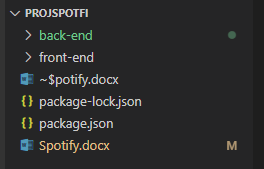 PROJSPOTFI
back-end
front-end
~$potify.docx
{} package-lock.json
{} package.json
Spotify.docx M